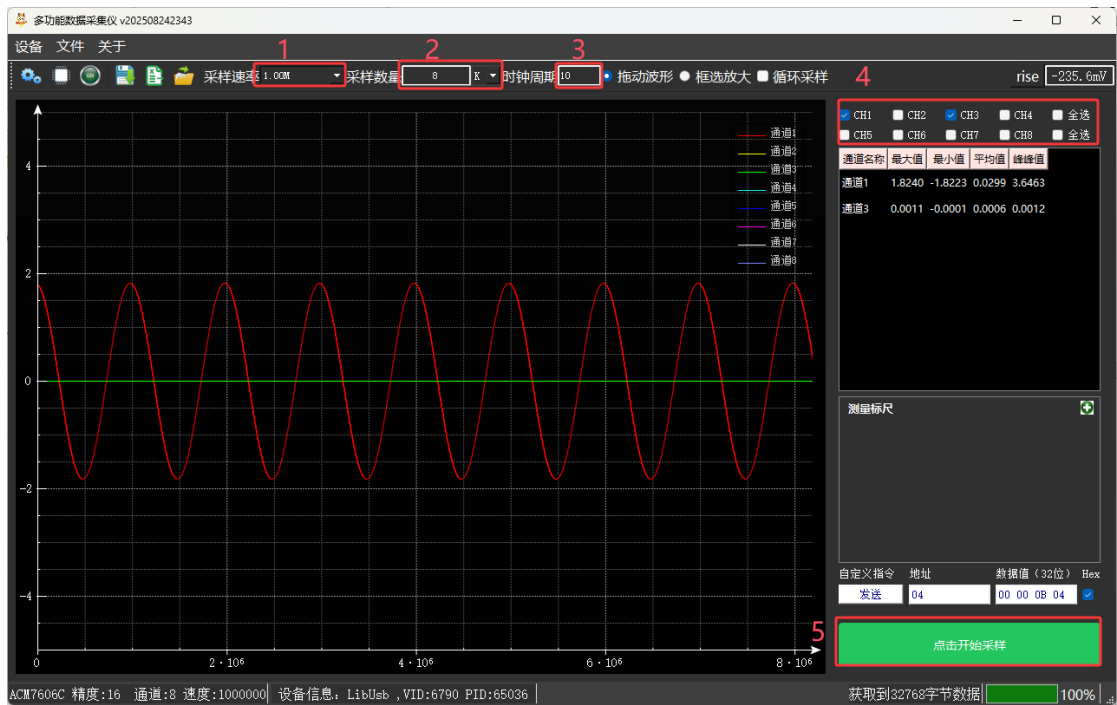 多功能数据采集仪 v202508242343
设备 文件 关于
1 2 3 4
采样速率 1.00M 采样数量 8 K 时钟周期 10 拖动波形 框选放大 循环采样 rise -235.6mV
CH1 CH2 CH3 CH4 全选
CH5 CH6 CH7 CH8 全选
通道名称 最大值 最小值 平均值 峰峰值
通道1 1.8240 -1.8223 0.0299 3.6463
通道3 0.0011 -0.0001 0.0006 0.0012
通道1
通道2
通道3
通道4
通道5
通道6
通道7
通道8
4
2
0
-2
-4
0 2·10⁶ 4·10⁶ 6·10⁶ 8·10⁶
测量标尺
自定义指令 地址 数据值(32位) Hex
发送 04 00 00 0B 04
5
点击开始采样
ACM7606C 精度:16 通道:8 速度:1000000 设备信息: LibUsb ,VID:6790 PID:65036 获取到32768字节数据 100%